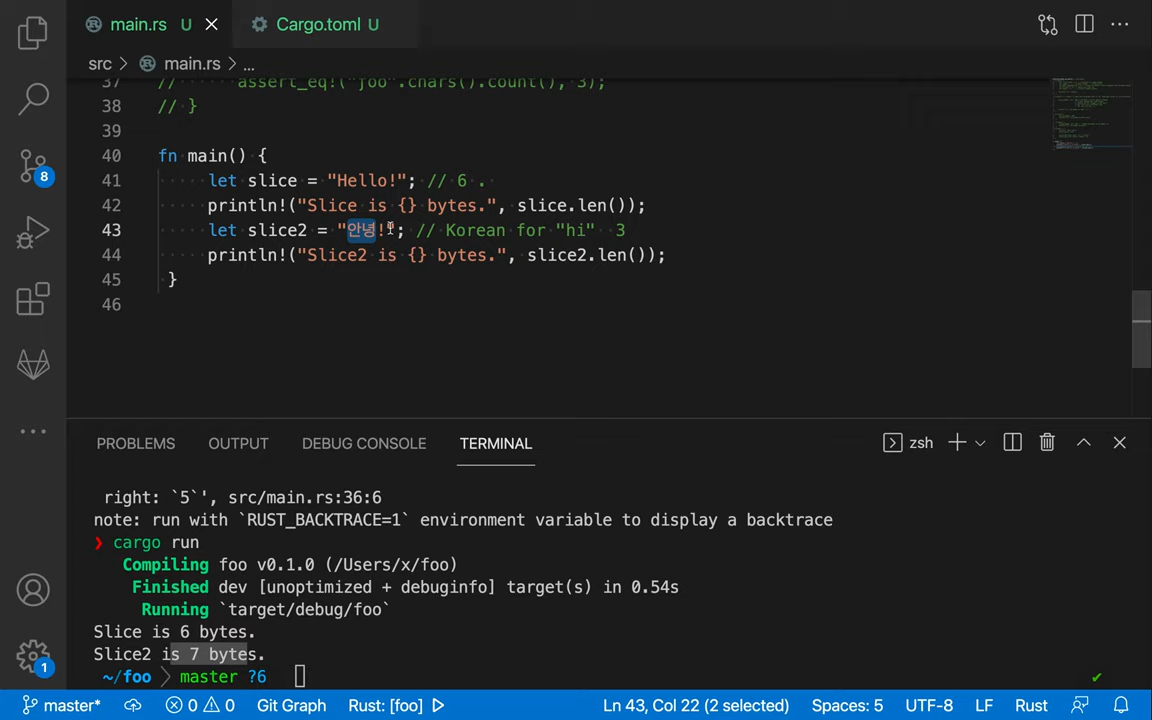 main.rs U
Cargo.toml U
src > main.rs > ...
37 // ······ assert_eq!("foo".chars().count(), 3);
38 // · }
39
40 fn main() {
41 ····· let slice = "Hello!"; // 6 .
42 ····· println!("Slice is {} bytes.", slice.len());
43 ····· let slice2 = "안녕!"; // Korean for "hi" 3
44 ····· println!("Slice2 is {} bytes.", slice2.len());
45 }
46
8
PROBLEMS OUTPUT DEBUG CONSOLE TERMINAL zsh
right: `5`', src/main.rs:36:6
note: run with `RUST_BACKTRACE=1` environment variable to display a backtrace
❯ cargo run
Compiling foo v0.1.0 (/Users/x/foo)
Finished dev [unoptimized + debuginfo] target(s) in 0.54s
Running `target/debug/foo`
Slice is 6 bytes.
Slice2 is 7 bytes.
~/foo master ?6
1
master* 0 0 Git Graph Rust: [foo] Ln 43, Col 22 (2 selected) Spaces: 5 UTF-8 LF Rust